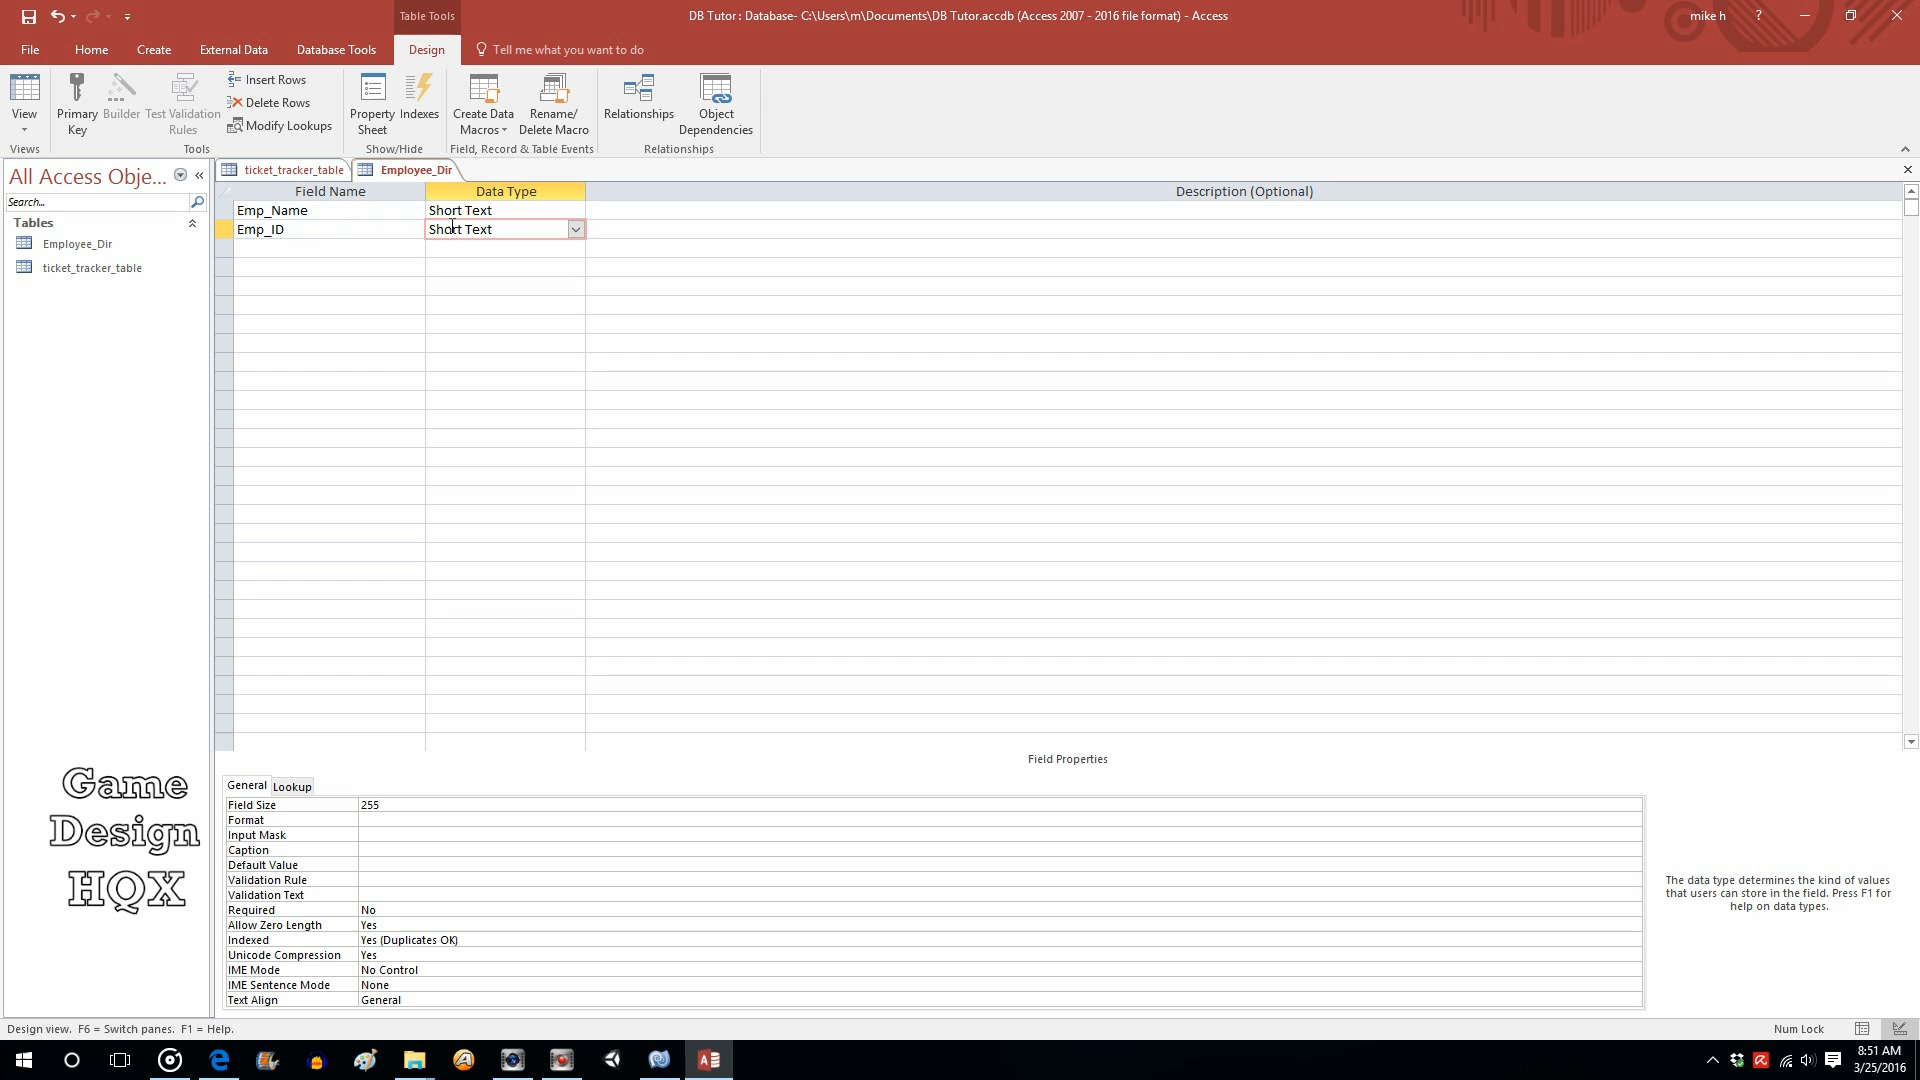 Table Tools
DB Tutor : Database- C:\Users\m\Documents\DB Tutor.accdb (Access 2007 - 2016 file format) - Access
mike h
?
File
Home
Create
External Data
Database Tools
Design
Tell me what you want to do
View
Primary Key
Builder
Test Validation Rules
Insert Rows
Delete Rows
Modify Lookups
Property Sheet
Indexes
Create Data Macros
Rename/ Delete Macro
Relationships
Object Dependencies
Views
Tools
Show/Hide
Field, Record & Table Events
Relationships
All Access Obje...
Search...
Tables
Employee_Dir
ticket_tracker_table
ticket_tracker_table
Employee_Dir
Field Name
Data Type
Description (Optional)
Emp_Name
Short Text
Emp_ID
Short Text
Field Properties
General
Lookup
Field Size 255
Format
Input Mask
Caption
Default Value
Validation Rule
Validation Text
Required No
Allow Zero Length Yes
Indexed Yes (Duplicates OK)
Unicode Compression Yes
IME Mode No Control
IME Sentence Mode None
Text Align General
The data type determines the kind of values
that users can store in the field. Press F1 for
help on data types.
Game
Design
HQX
Design view. F6 = Switch panes. F1 = Help.
Num Lock
8:51 AM
3/25/2016